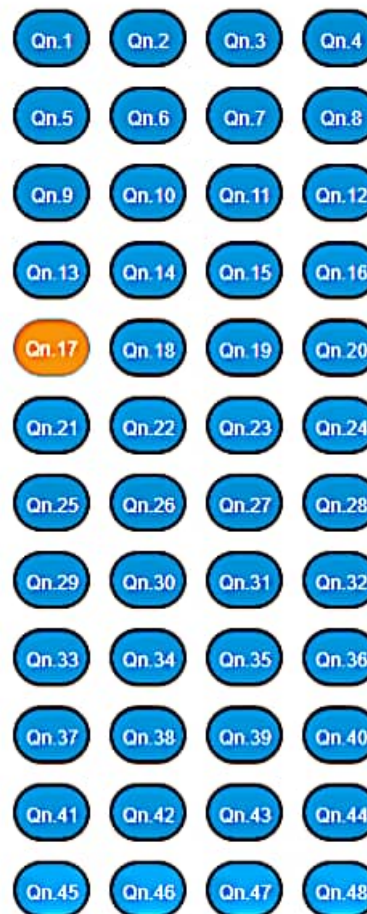 Qn.1 Qn.2 Qn.3 Qn.4
Qn.5 Qn.6 Qn.7 Qn.8
Qn.9 Qn.10 Qn.11 Qn.12
Qn.13 Qn.14 Qn.15 Qn.16
Qn.17 Qn.18 Qn.19 Qn.20
Qn.21 Qn.22 Qn.23 Qn.24
Qn.25 Qn.26 Qn.27 Qn.28
Qn.29 Qn.30 Qn.31 Qn.32
Qn.33 Qn.34 Qn.35 Qn.36
Qn.37 Qn.38 Qn.39 Qn.40
Qn.41 Qn.42 Qn.43 Qn.44
Qn.45 Qn.46 Qn.47 Qn.48